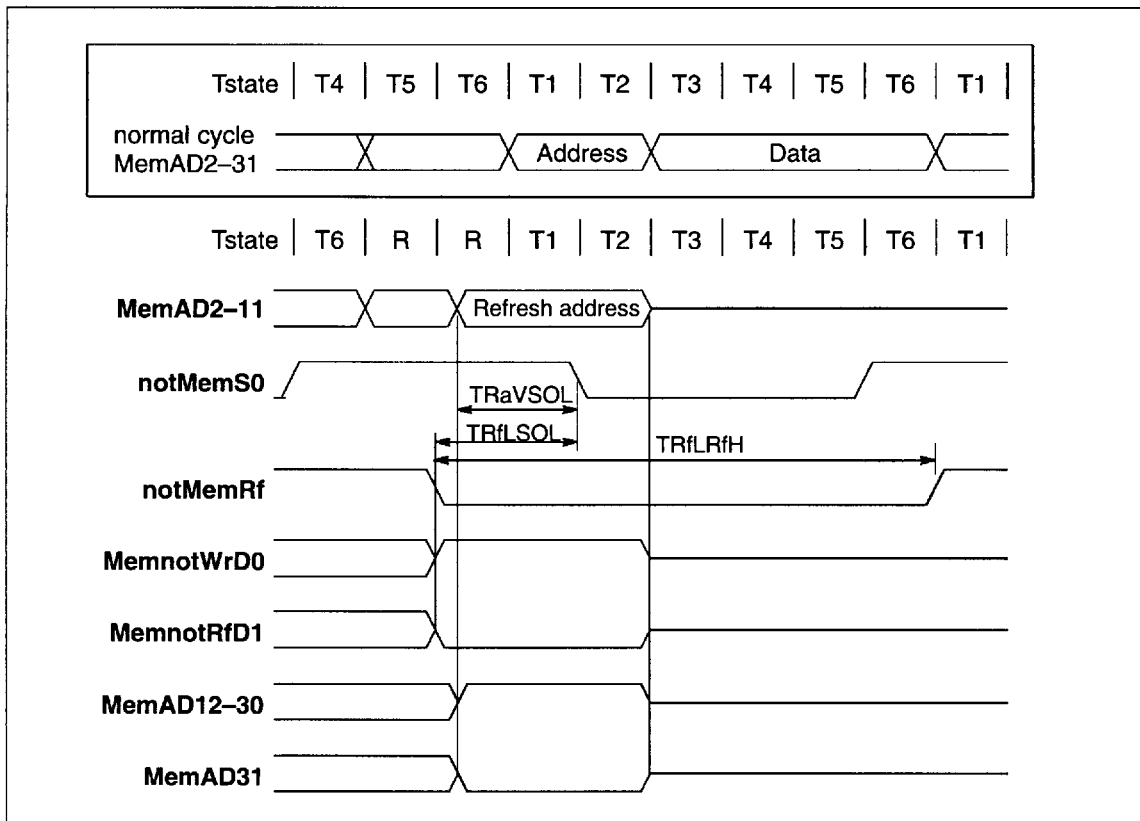 Tstate | T4 | T5 | T6 | T1 | T2 | T3 | T4 | T5 | T6 | T1 |
normal cycle
MemAD2–31
Address
Data
Tstate | T6 | R | R | T1 | T2 | T3 | T4 | T5 | T6 | T1 |
MemAD2–11
Refresh address
notMemS0
TRaVSOL
TRfLSOL
TRfLRfH
notMemRf
MemnotWrD0
MemnotRfD1
MemAD12–30
MemAD31